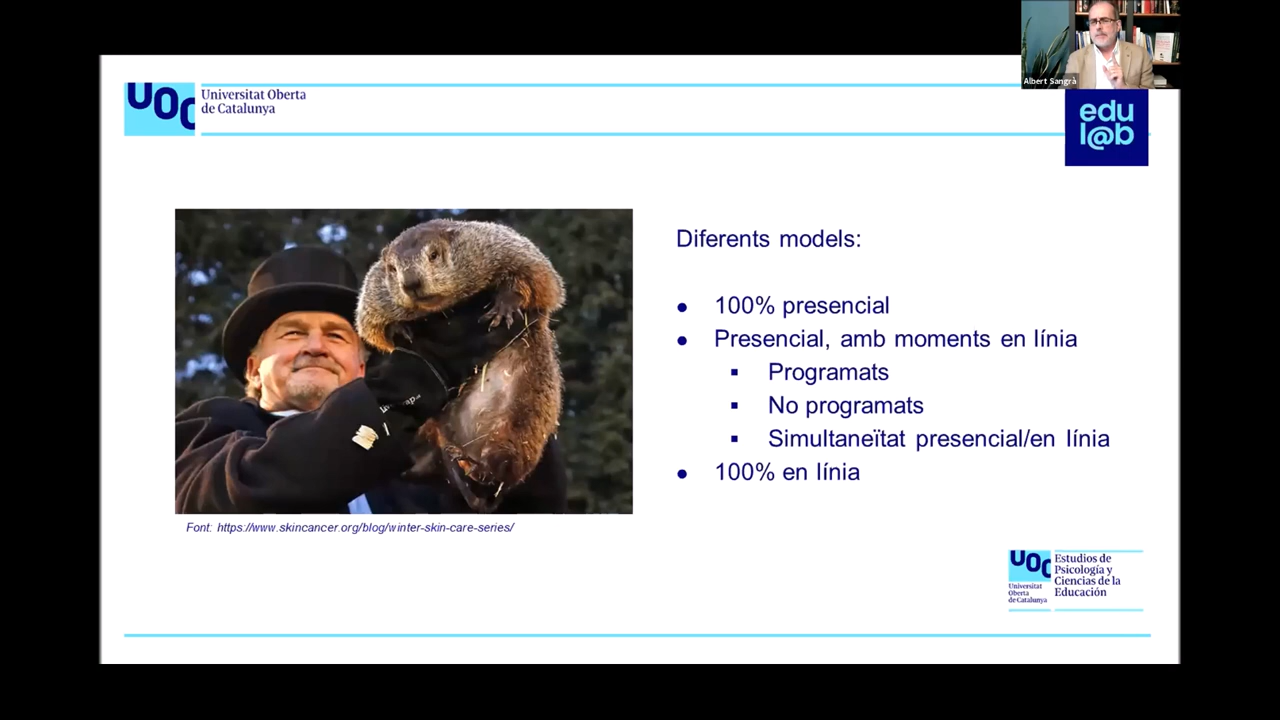 Albert Sangrà
UOC
Universitat Oberta
de Catalunya
edu
l@b
Diferents models:
● 100% presencial
● Presencial, amb moments en línia
▪ Programats
▪ No programats
▪ Simultaneïtat presencial/en línia
● 100% en línia
Font: https://www.skincancer.org/blog/winter-skin-care-series/
UOC
Universitat
Oberta
de Catalunya
Estudios de
Psicología y
Ciencias de la
Educación